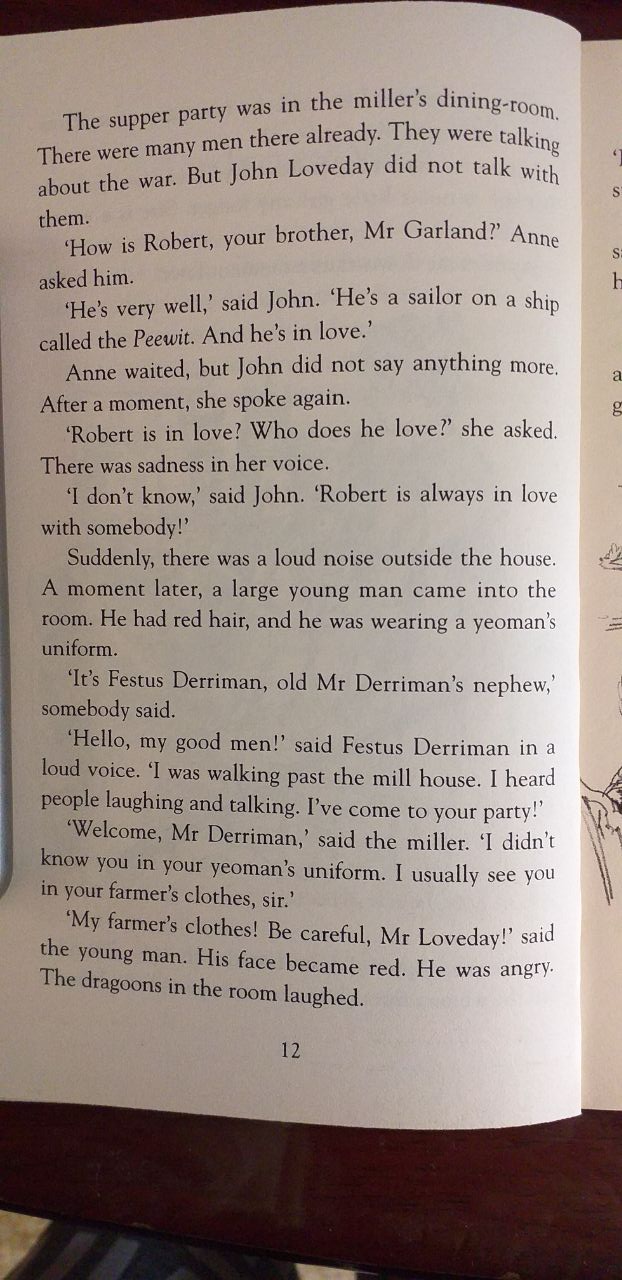 The supper party was in the miller's dining-room.
There were many men there already. They were talking
about the war. But John Loveday did not talk with
them.
'How is Robert, your brother, Mr Garland?' Anne
asked him.
'He's very well,' said John. 'He's a sailor on a ship
called the Peewit. And he's in love.'
Anne waited, but John did not say anything more.
After a moment, she spoke again.
'Robert is in love? Who does he love?' she asked.
There was sadness in her voice.
'I don't know,' said John. 'Robert is always in love
with somebody!'
Suddenly, there was a loud noise outside the house.
A moment later, a large young man came into the
room. He had red hair, and he was wearing a yeoman's
uniform.
'It's Festus Derriman, old Mr Derriman's nephew,'
somebody said.
'Hello, my good men!' said Festus Derriman in a
loud voice. 'I was walking past the mill house. I heard
people laughing and talking. I've come to your party!'
'Welcome, Mr Derriman,' said the miller. 'I didn't
know you in your yeoman's uniform. I usually see you
in your farmer's clothes, sir.'
'My farmer's clothes! Be careful, Mr Loveday!' said
the young man. His face became red. He was angry.
The dragoons in the room laughed.
12